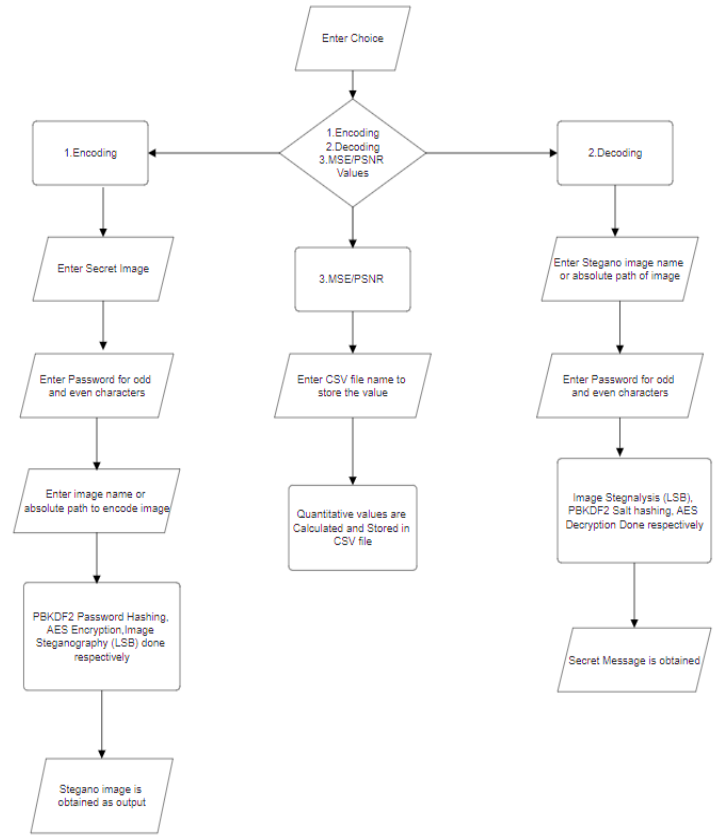 Enter Choice
1.Encoding
2.Decoding
3.MSE/PSNR
Values
1.Encoding
Enter Secret Image
Enter Password for odd
and even characters
Enter image name or
absolute path to encode image
PBKDF2 Password Hashing,
AES Encryption,Image
Steganography (LSB) done
respectively
Stegano image is
obtained as output
3.MSE/PSNR
Enter CSV file name to
store the value
Quantitative values are
Calculated and Stored in
CSV file
2.Decoding
Enter Stegano image name
or absolute path of image
Enter Password for odd
and even characters
Image Stegnalysis (LSB),
PBKDF2 Salt hashing, AES
Decryption Done respectively
Secret Message is obtained